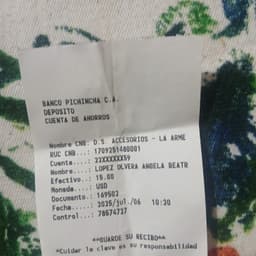 BANCO PICHINCHA C.A.
DEPOSITO
CUENTA DE AHORROS
Nombre CNB: D.S. ACCESORIOS - LA ARME
RUC CNB...: 1709251480001
Cuenta....: 22XXXXXX59
Nombre....: LOPEZ OLVERA ANGELA BEATR
Efectivo..: 15.00
Moneda....: USD
Documento.: 169502
Fecha.....: 2025/jul./06 10:30
Control...: 76574737
**GUARDE SU RECIBO**
*Cuidar la clave es su responsabilidad